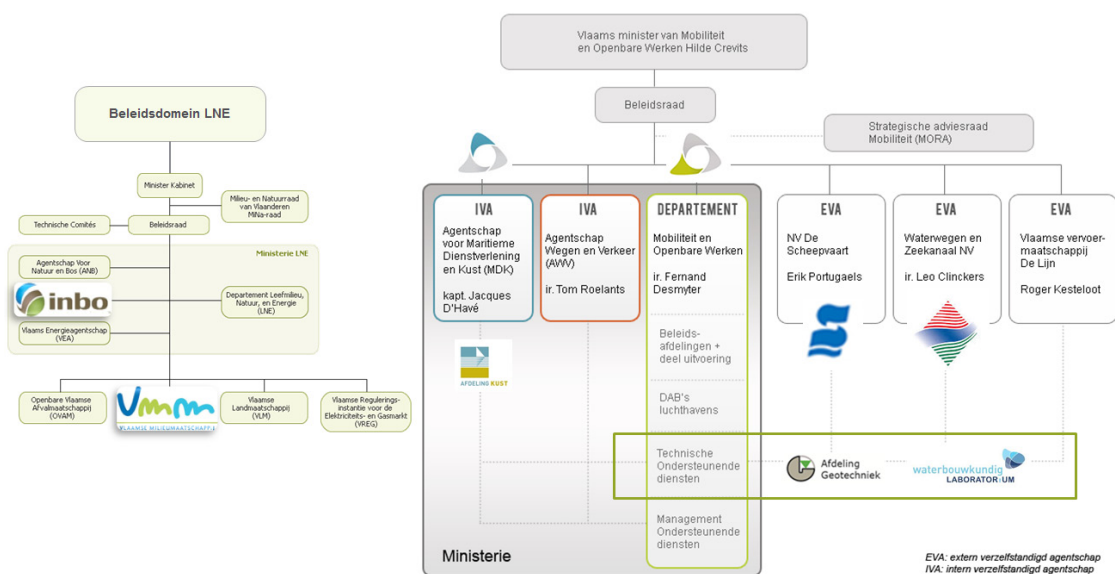 Beleidsdomein LNE
Minister Kabinet
Milieu- en Natuurraad
van Vlaanderen
MiNa-raad
Technische Comités
Beleidsraad
Ministerie LNE
Agentschap Voor
Natuur en Bos (ANB)
inbo
Departement Leefmilieu,
Natuur, en Energie
(LNE)
Vlaams Energieagentschap
(VEA)
Openbare Vlaamse
Afvalmaatschappij
(OVAM)
vmm
VLAAMSE MILIEUMAATSCHAPPIJ
Vlaamse
Landmaatschappij
(VLM)
Vlaamse Regulerings-
instantie voor de
Elektriciteits- en Gasmarkt
(VREG)
Vlaams minister van Mobiliteit
en Openbare Werken Hilde Crevits
Beleidsraad
Strategische adviesraad
Mobiliteit (MORA)
IVA
Agentschap
voor Maritieme
Dienstverlening
en Kust (MDK)
kapt. Jacques
D'Havé
AFDELING KUST
IVA
Agentschap
Wegen en Verkeer
(AWV)
ir. Tom Roelants
DEPARTEMENT
Mobiliteit en
Openbare Werken
ir. Fernand
Desmyter
Beleids-
afdelingen +
deel uitvoering
DAB's
luchthavens
Technische
Ondersteunende
diensten
Management
Ondersteunende
diensten
Ministerie
EVA
NV De
Scheepvaart
Erik Portugaels
EVA
Waterwegen en
Zeekanaal NV
ir. Leo Clinckers
EVA
Vlaamse vervoer-
maatschappij
De Lijn
Roger Kesteloot
Afdeling
Geotechniek
waterbouwkundig
LABORATORIUM
EVA: extern verzelfstandigd agentschap
IVA: intern verzelfstandigd agentschap